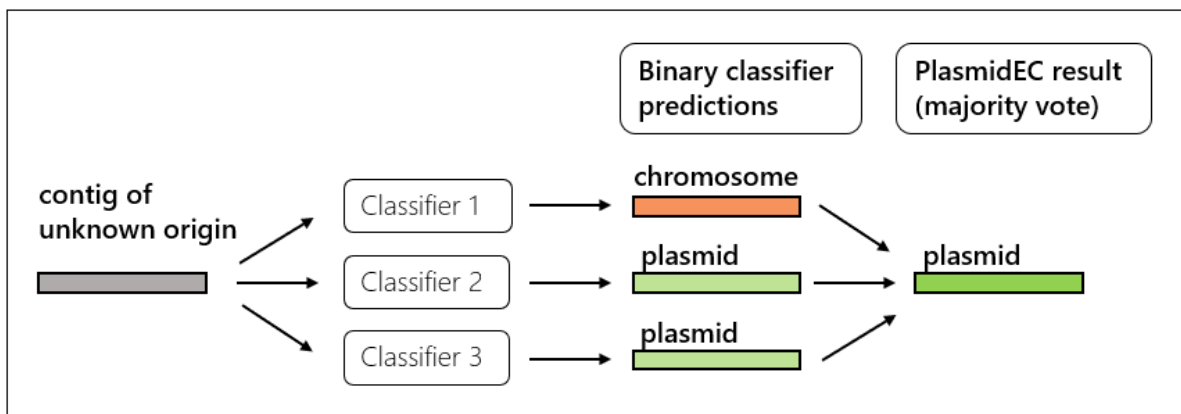 Binary classifier
predictions
PlasmidEC result
(majority vote)
contig of
unknown origin
Classifier 1
chromosome
Classifier 2
plasmid
plasmid
Classifier 3
plasmid